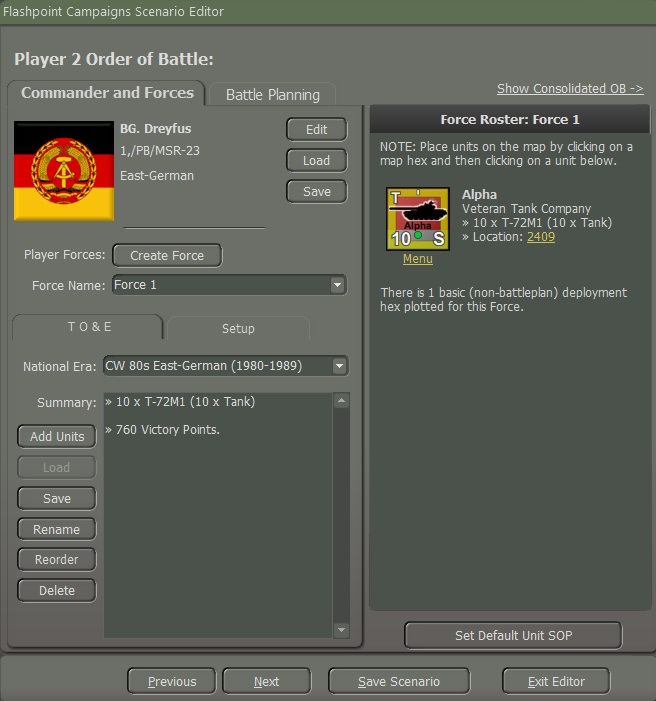 Flashpoint Campaigns Scenario Editor
Player 2 Order of Battle:
Commander and Forces
Battle Planning
Show Consolidated OB ->
BG. Dreyfus
1,/PB/MSR-23
East-German
Edit
Load
Save
Player Forces:
Create Force
Force Name:
Force 1
T O & E
Setup
National Era:
CW 80s East-German (1980-1989)
Summary:
» 10 x T-72M1 (10 x Tank)
» 760 Victory Points.
Add Units
Load
Save
Rename
Reorder
Delete
Force Roster: Force 1
NOTE: Place units on the map by clicking on a
map hex and then clicking on a unit below.
T
Alpha
10 S
Menu
Alpha
Veteran Tank Company
» 10 x T-72M1 (10 x Tank)
» Location: 2409
There is 1 basic (non-battleplan) deployment
hex plotted for this Force.
Set Default Unit SOP
Previous
Next
Save Scenario
Exit Editor